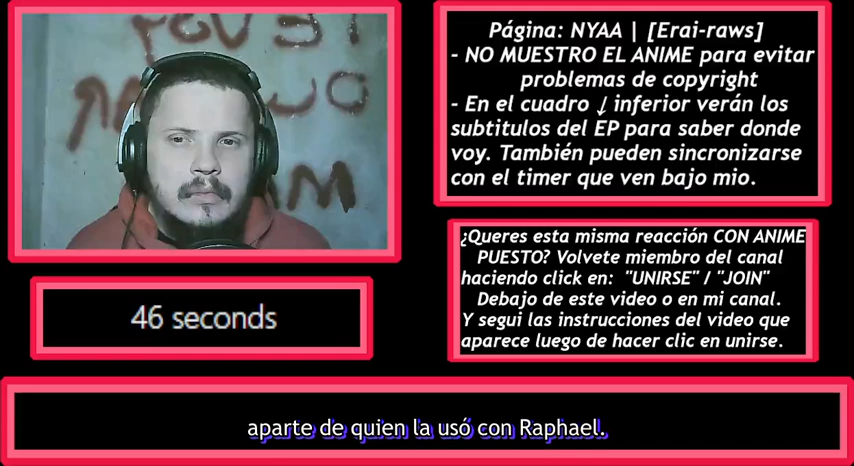 Página: NYAA | [Erai-raws]
- NO MUESTRO EL ANIME para evitar
problemas de copyright
- En el cuadro ↓ inferior verán los
subtitulos del EP para saber donde
voy. También pueden sincronizarse
con el timer que ven bajo mio.
¿Queres esta misma reacción CON ANIME
PUESTO? Volvete miembro del canal
haciendo click en: "UNIRSE" / "JOIN"
Debajo de este video o en mi canal.
Y segui las instrucciones del video que
aparece luego de hacer clic en unirse.
46 seconds
aparte de quien la usó con Raphael.